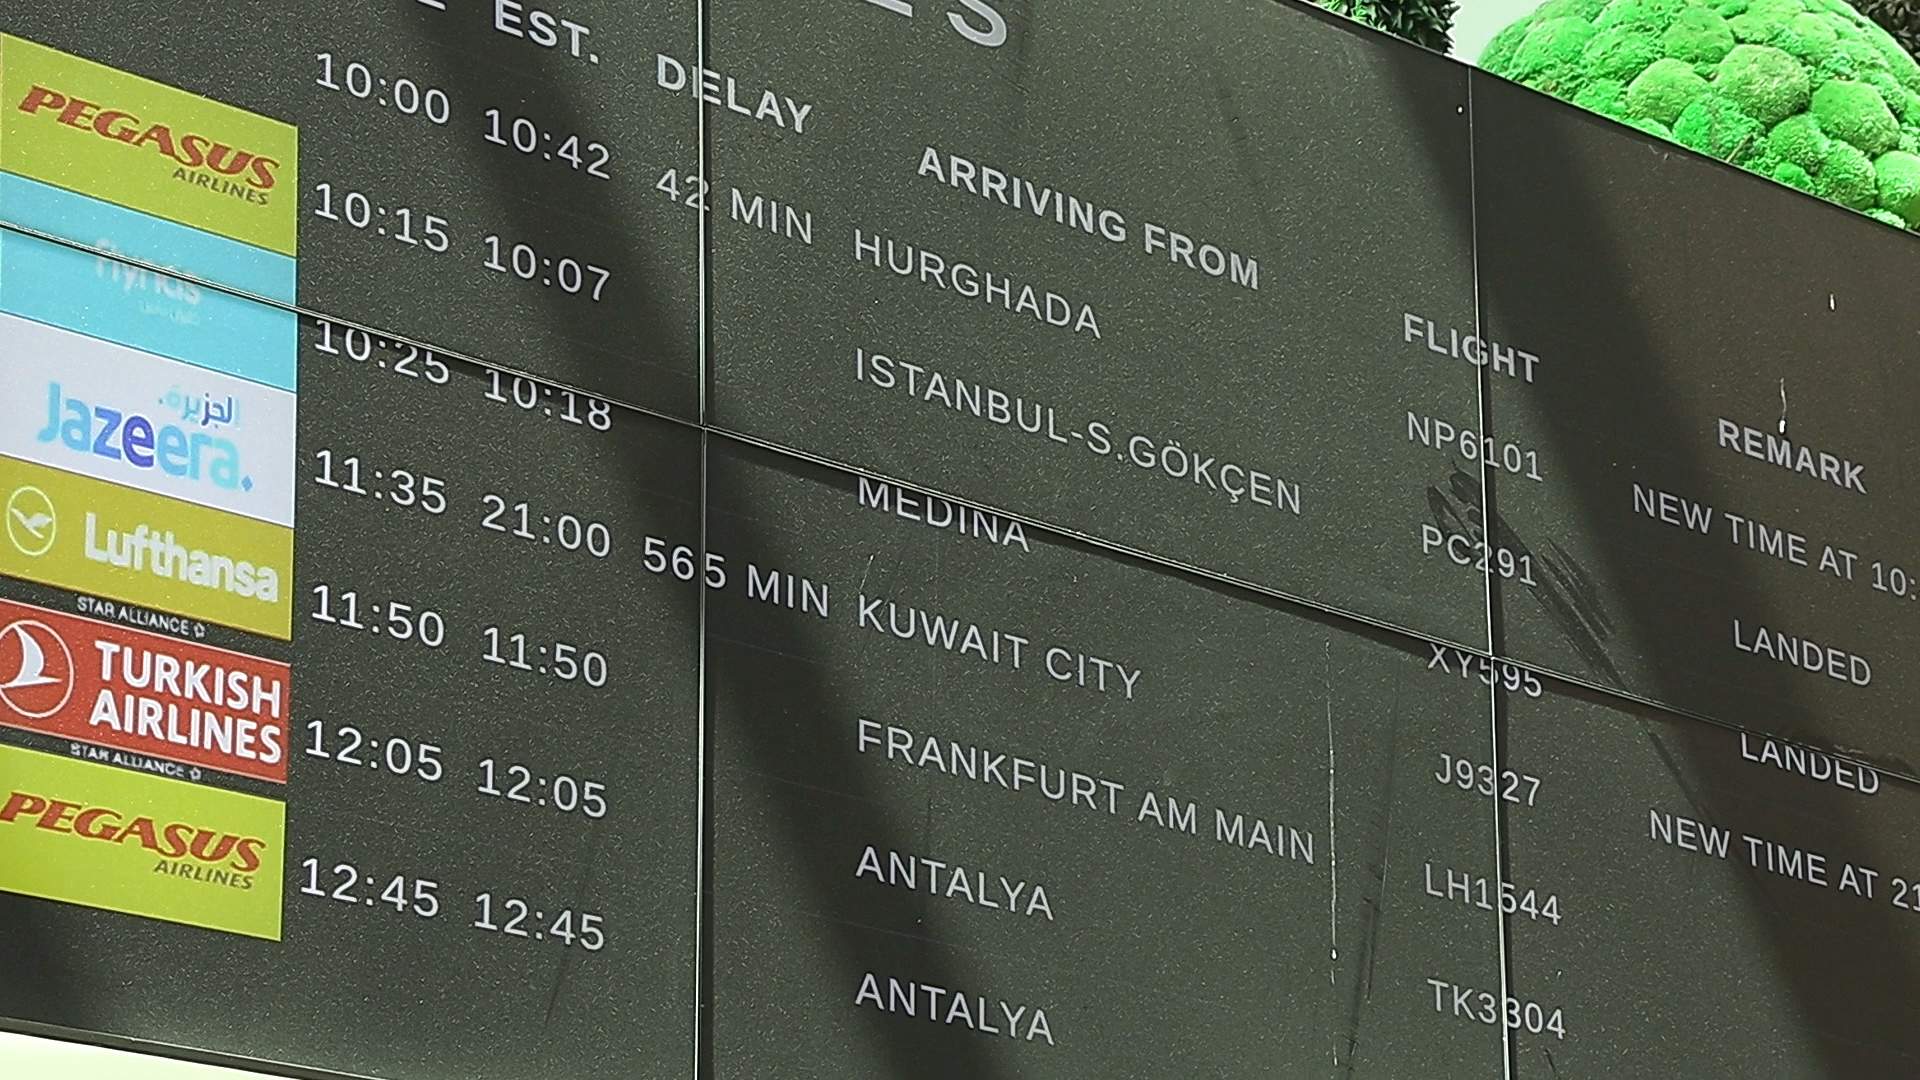 EST. DELAY ARRIVING FROM FLIGHT REMARK
10:00 10:42 42 MIN HURGHADA NP6101 NEW TIME AT 10:
PEGASUS AIRLINES 10:15 10:07 ISTANBUL-S.GÖKÇEN PC291 LANDED
flynas 10:25 10:18 MEDINA XY595 LANDED
الجزيرة Jazeera. 11:35 21:00 565 MIN KUWAIT CITY J9327 NEW TIME AT 21
Lufthansa 11:50 11:50 FRANKFURT AM MAIN LH1544
STAR ALLIANCE
TURKISH AIRLINES 12:05 12:05 ANTALYA TK3304
STAR ALLIANCE
PEGASUS AIRLINES 12:45 12:45 ANTALYA